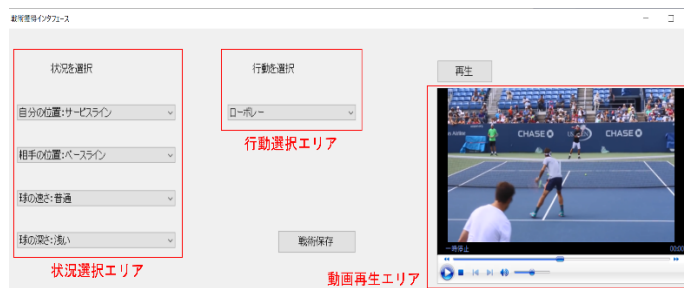 戦術獲得インタフェース
状況を選択
行動を選択
再生
自分の位置:サービスライン
ローボレー
相手の位置:ベースライン
行動選択エリア
球の速さ:普通
球の深さ:浅い
戦術保存
状況選択エリア
動画再生エリア
CHASE
CHASE
一時停止
00:00